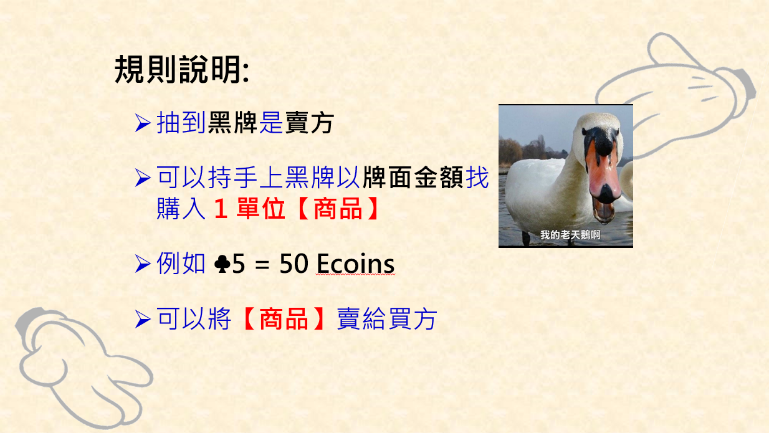 規則說明:
➢抽到黑牌是賣方
➢可以持手上黑牌以牌面金額找
購入 1 單位【商品】
➢例如 ♣5 = 50 Ecoins
➢可以將【商品】賣給買方
我的老天鵝啊